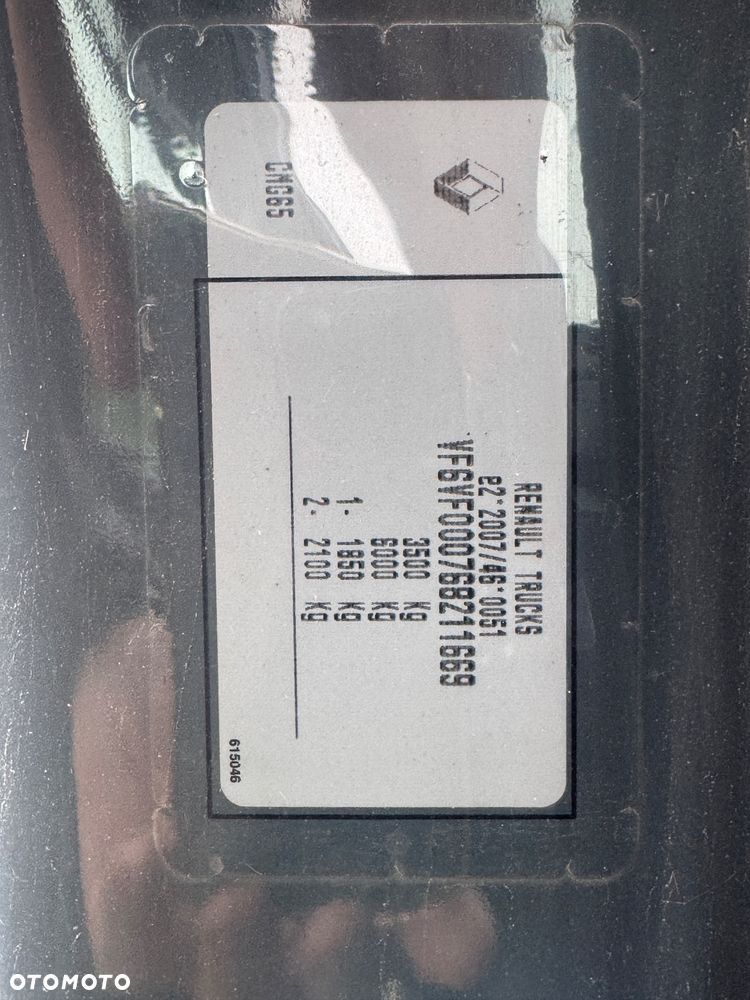 RENAULT TRUCKS
e2*2007/46*0051
VF6VF000768211669
3500 kg
6000 kg
1- 1850 kg
2- 2100 kg
CMG65
615046
OTOMOTO